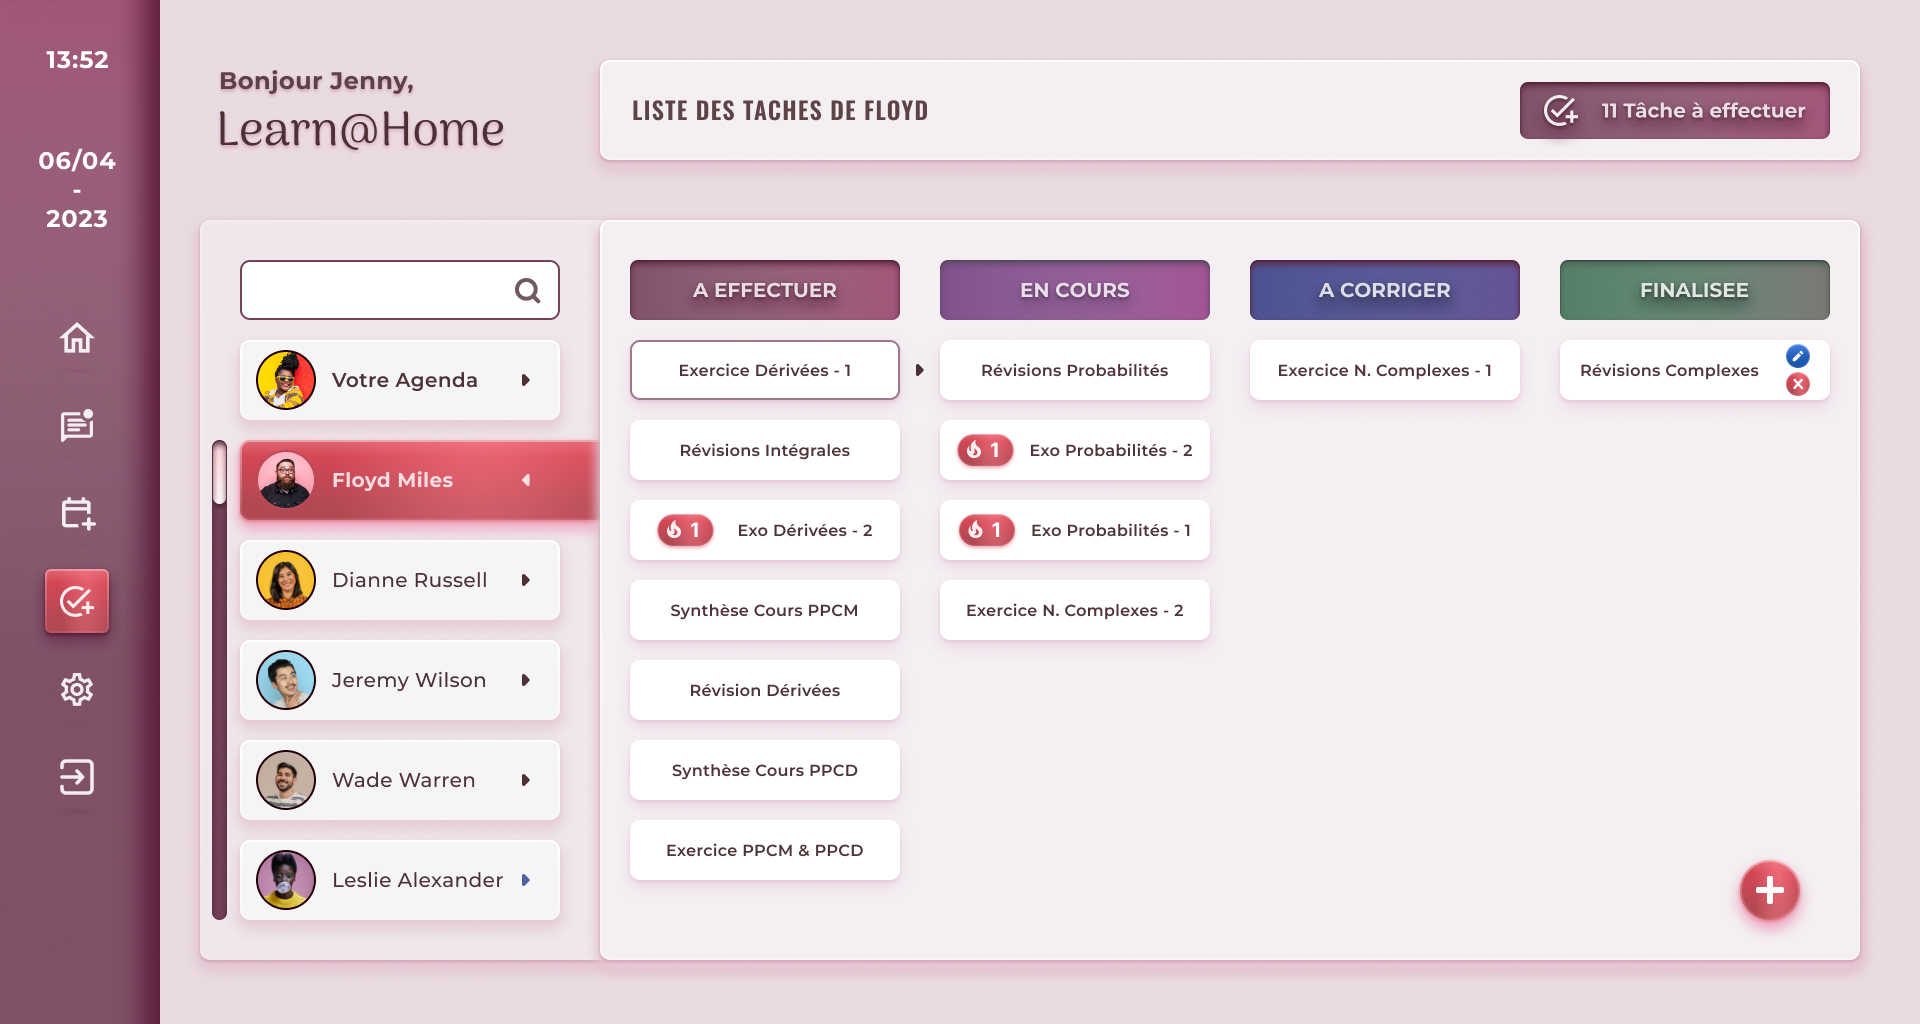 13:52
06/04
-
2023
Bonjour Jenny,
Learn@Home
LISTE DES TACHES DE FLOYD
11 Tâche à effectuer
Votre Agenda
Floyd Miles
Dianne Russell
Jeremy Wilson
Wade Warren
Leslie Alexander
A EFFECTUER
Exercice Dérivées - 1
Révisions Intégrales
1 Exo Dérivées - 2
Synthèse Cours PPCM
Révision Dérivées
Synthèse Cours PPCD
Exercice PPCM & PPCD
EN COURS
Révisions Probabilités
1 Exo Probabilités - 2
1 Exo Probabilités - 1
Exercice N. Complexes - 2
A CORRIGER
Exercice N. Complexes - 1
FINALISEE
Révisions Complexes